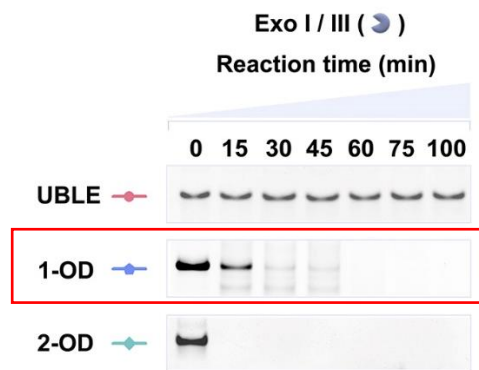 Exo I / III ( )
Reaction time (min)
0 15 30 45 60 75 100
UBLE
1-OD
2-OD